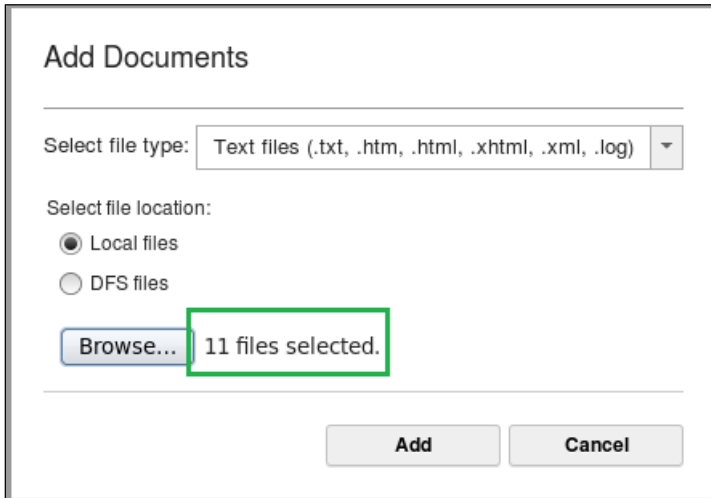 Add Documents
Select file type: Text files (.txt, .htm, .html, .xhtml, .xml, .log)
Select file location:
Local files
DFS files
Browse... 11 files selected.
Add Cancel